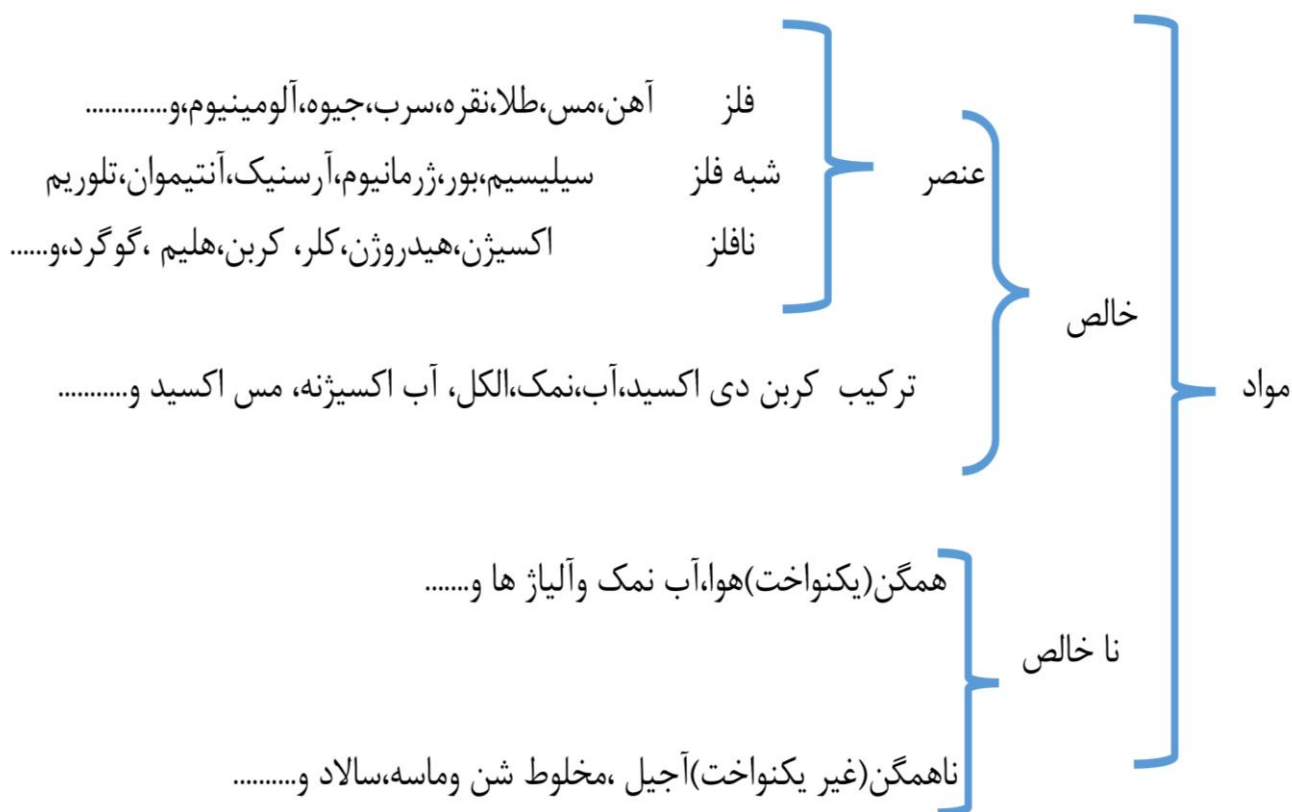 فلز آهن،مس،طلا،نقره،سرب،جیوه،آلومینیوم،و.............
عنصر شبه فلز سیلیسیم،بور،ژرمانیوم،آرسنیک،آنتیموان،تلوریم
نافلز اکسیژن،هیدروژن،کلر، کربن،هلیم ،گوگرد،و......
خالص
مواد ترکیب کربن دی اکسید،آب،نمک،الکل، آب اکسیژنه، مس اکسید و...........
همگن(یکنواخت)هوا،آب نمک وآلیاژ ها و.......
نا خالص
ناهمگن(غیر یکنواخت)آجیل ،مخلوط شن وماسه،سالاد و..........